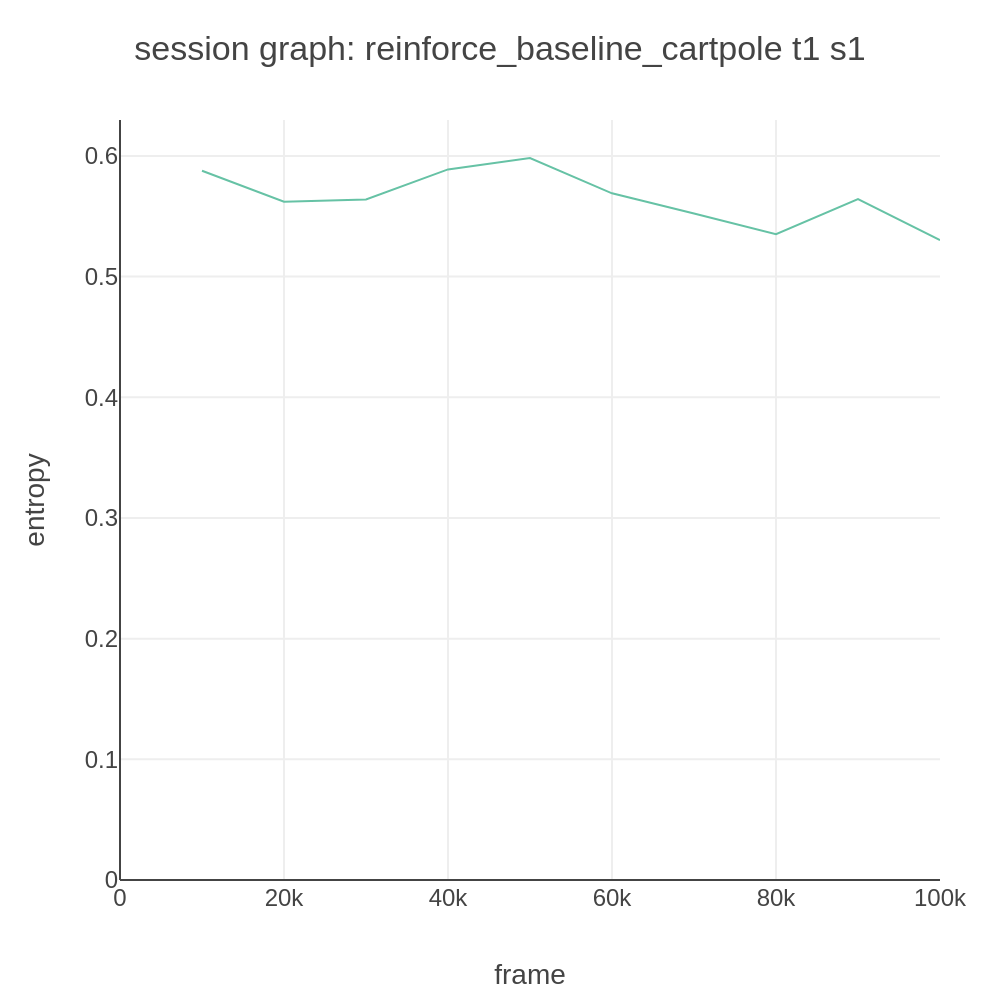 session graph: reinforce_baseline_cartpole t1 s1
0.6
0.5
0.4
0.3
0.2
0.1
0
entropy
0 20k 40k 60k 80k 100k
frame